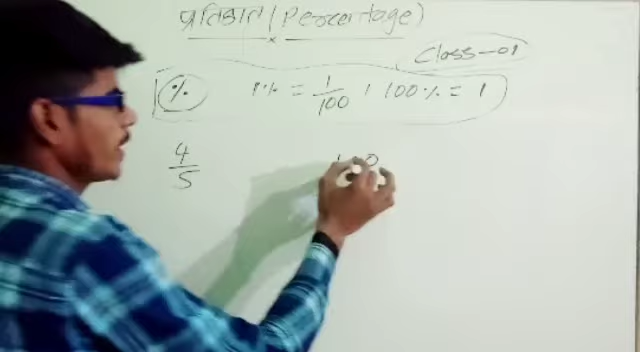 प्रतिशत (Percentage)
Class-01
% 1% = 1/100, 100% = 1
4/5